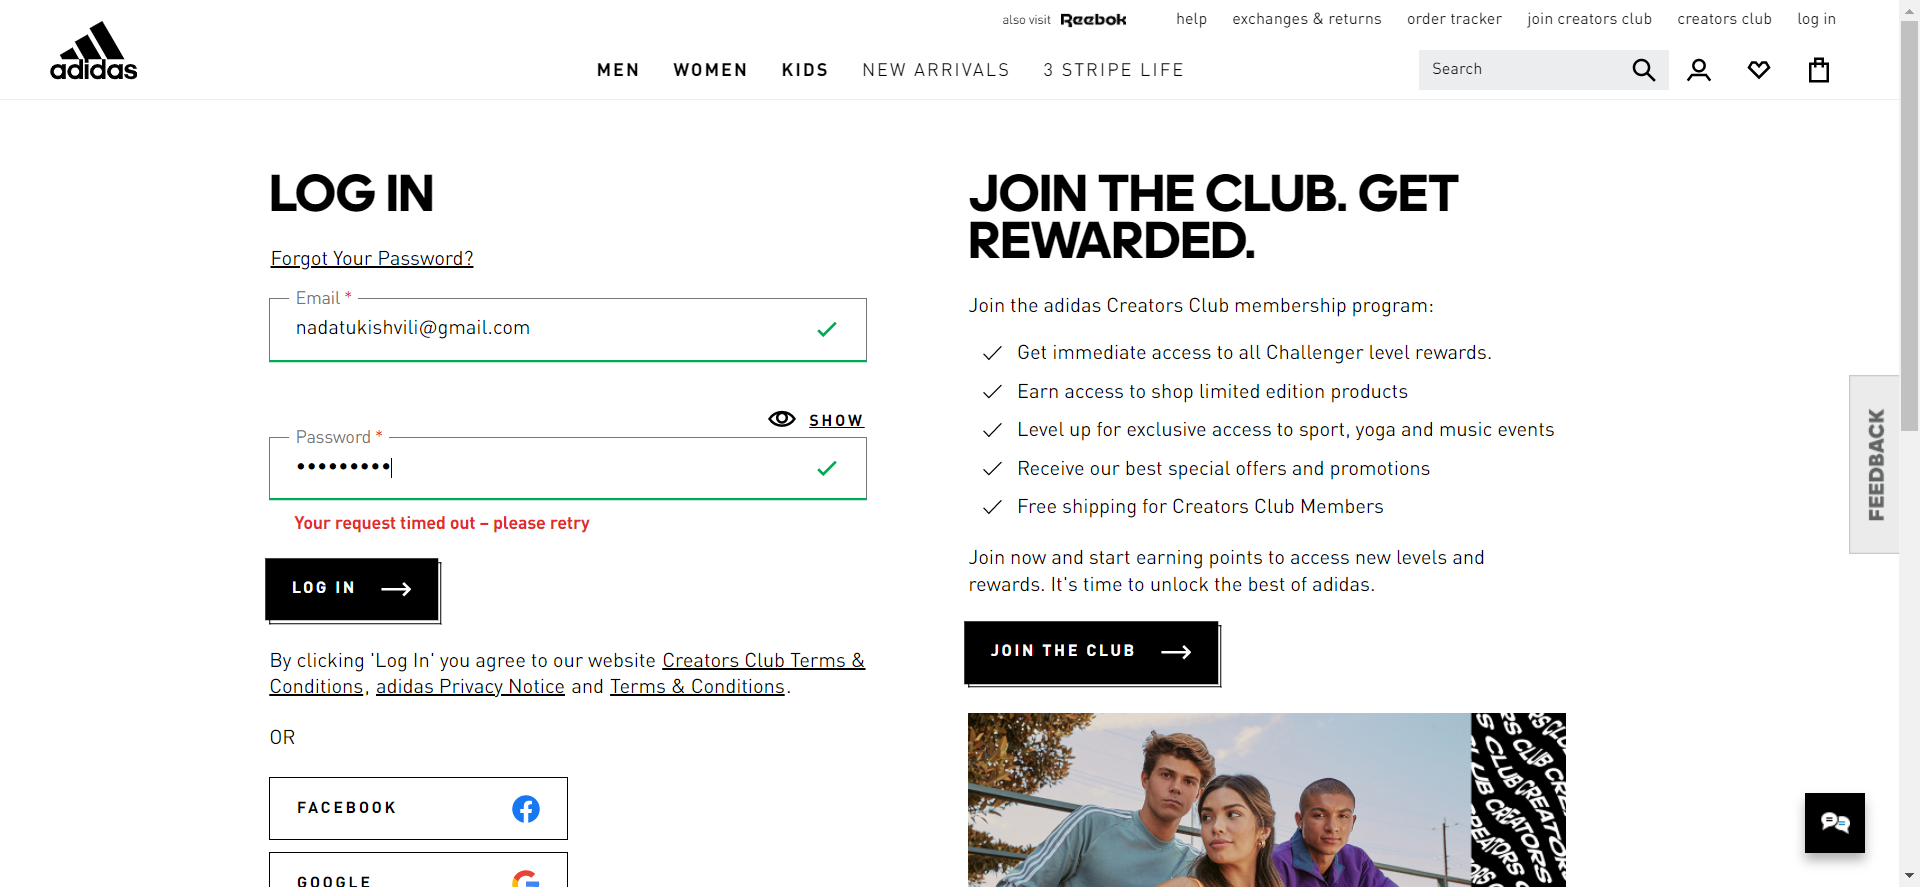 also visit Reebok help exchanges & returns order tracker join creators club creators club log in
adidas
MEN WOMEN KIDS NEW ARRIVALS 3 STRIPE LIFE
Search
LOG IN
Forgot Your Password?
Email *
nadatukishvili@gmail.com
SHOW
Password *
•••••••••
Your request timed out – please retry
LOG IN
By clicking 'Log In' you agree to our website Creators Club Terms &
Conditions, adidas Privacy Notice and Terms & Conditions.
OR
FACEBOOK
GOOGLE
JOIN THE CLUB. GET
REWARDED.
Join the adidas Creators Club membership program:
Get immediate access to all Challenger level rewards.
Earn access to shop limited edition products
Level up for exclusive access to sport, yoga and music events
Receive our best special offers and promotions
Free shipping for Creators Club Members
Join now and start earning points to access new levels and
rewards. It's time to unlock the best of adidas.
JOIN THE CLUB
FEEDBACK
CREATORS CLUB